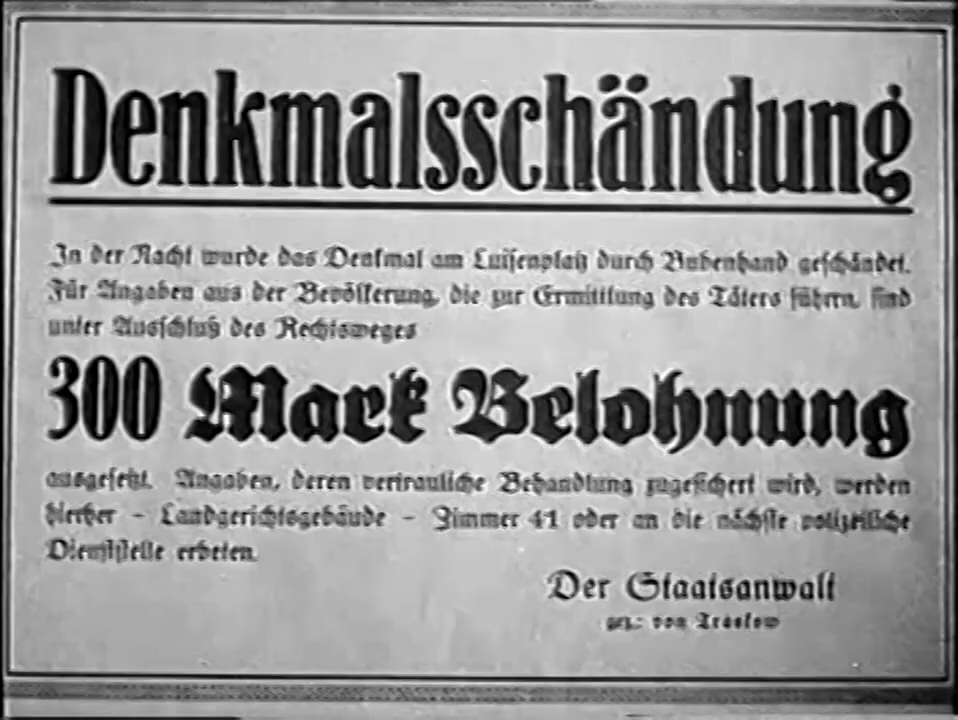 Denkmalsschändung
In der Nacht wurde das Denkmal am Luisenplatz durch Bubenhand geschändet.
Für Angaben aus der Bevölkerung, die zur Ermittlung des Täters führen, sind
unter Ausschluß des Rechtsweges
300 Mark Belohnung
ausgesetzt. Angaben, deren vertrauliche Behandlung zugesichert wird, werden
hierher - Landgerichtsgebäude - Zimmer 41 oder an die nächste polizeiliche
Dienststelle erbeten.
Der Staatsanwalt
gez.: von